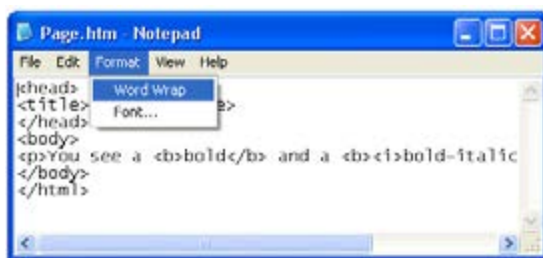 Page.htm - Notepad
File Edit Format View Help
Word Wrap
Font...
<head>
<title> e>
</head>
<body>
<p>You see a <b>bold</b> and a <b><i>bold-italic
</body>
</html>